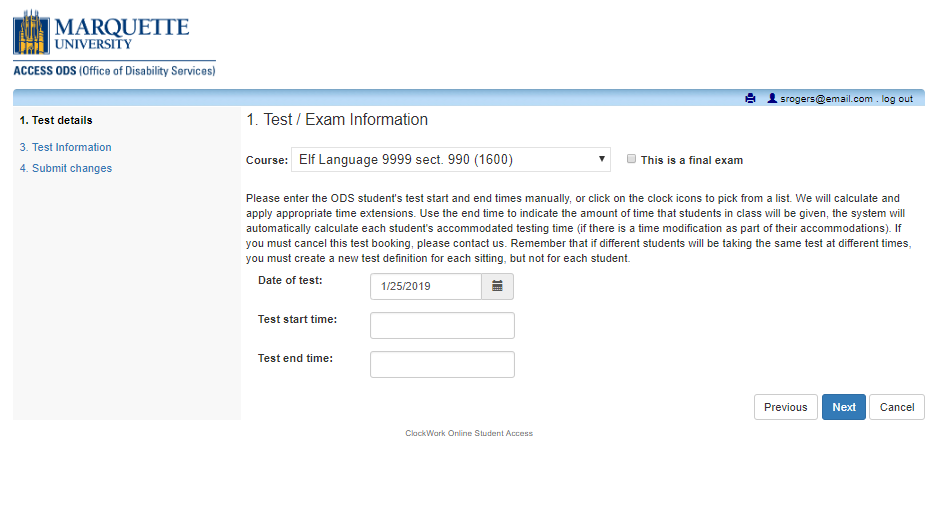 MARQUETTE
UNIVERSITY
ACCESS ODS (Office of Disability Services)
srogers@email.com . log out
1. Test details
3. Test Information
4. Submit changes
1. Test / Exam Information
Course: Elf Language 9999 sect. 990 (1600) This is a final exam
Please enter the ODS student's test start and end times manually, or click on the clock icons to pick from a list. We will calculate and
apply appropriate time extensions. Use the end time to indicate the amount of time that students in class will be given, the system will
automatically calculate each student's accommodated testing time (if there is a time modification as part of their accommodations). If
you must cancel this test booking, please contact us. Remember that if different students will be taking the same test at different times,
you must create a new test definition for each sitting, but not for each student.
Date of test: 1/25/2019
Test start time:
Test end time:
Previous Next Cancel
ClockWork Online Student Access